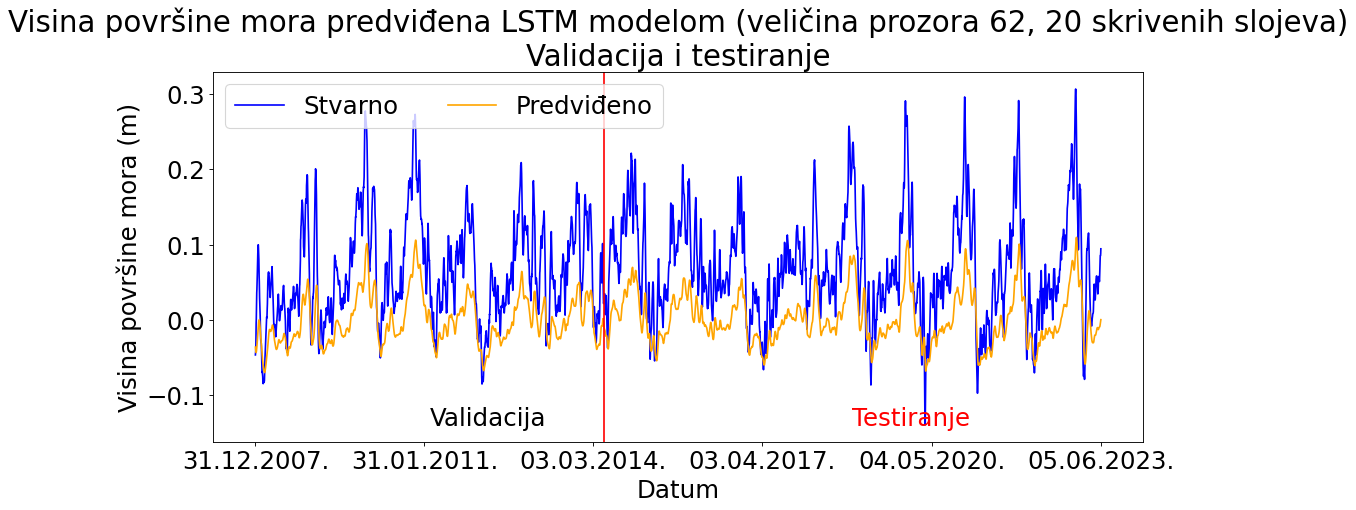 Visina površine mora predviđena LSTM modelom (veličina prozora 62, 20 skrivenih slojeva)
Validacija i testiranje
Stvarno
Predviđeno
Visina površine mora (m)
0.3
0.2
0.1
0.0
−0.1
Validacija
Testiranje
31.12.2007.
31.01.2011.
03.03.2014.
03.04.2017.
04.05.2020.
05.06.2023.
Datum